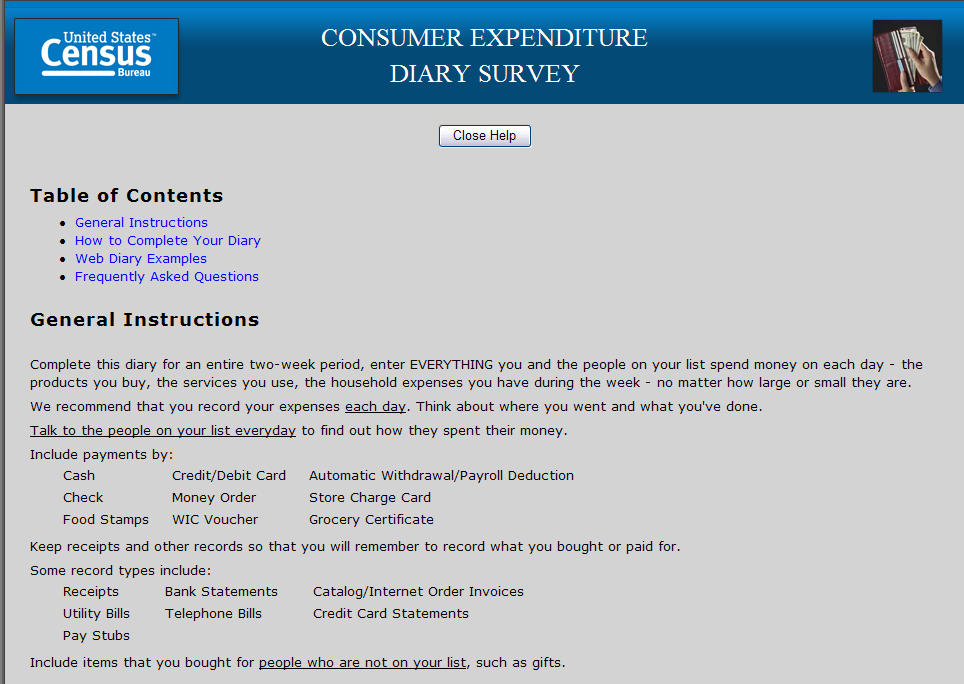 United States™
Census
Bureau
CONSUMER EXPENDITURE
DIARY SURVEY
Close Help
Table of Contents
General Instructions
How to Complete Your Diary
Web Diary Examples
Frequently Asked Questions
General Instructions
Complete this diary for an entire two-week period, enter EVERYTHING you and the people on your list spend money on each day - the
products you buy, the services you use, the household expenses you have during the week - no matter how large or small they are.
We recommend that you record your expenses each day. Think about where you went and what you've done.
Talk to the people on your list everyday to find out how they spent their money.
Include payments by:
Cash Credit/Debit Card Automatic Withdrawal/Payroll Deduction
Check Money Order Store Charge Card
Food Stamps WIC Voucher Grocery Certificate
Keep receipts and other records so that you will remember to record what you bought or paid for.
Some record types include:
Receipts Bank Statements Catalog/Internet Order Invoices
Utility Bills Telephone Bills Credit Card Statements
Pay Stubs
Include items that you bought for people who are not on your list, such as gifts.